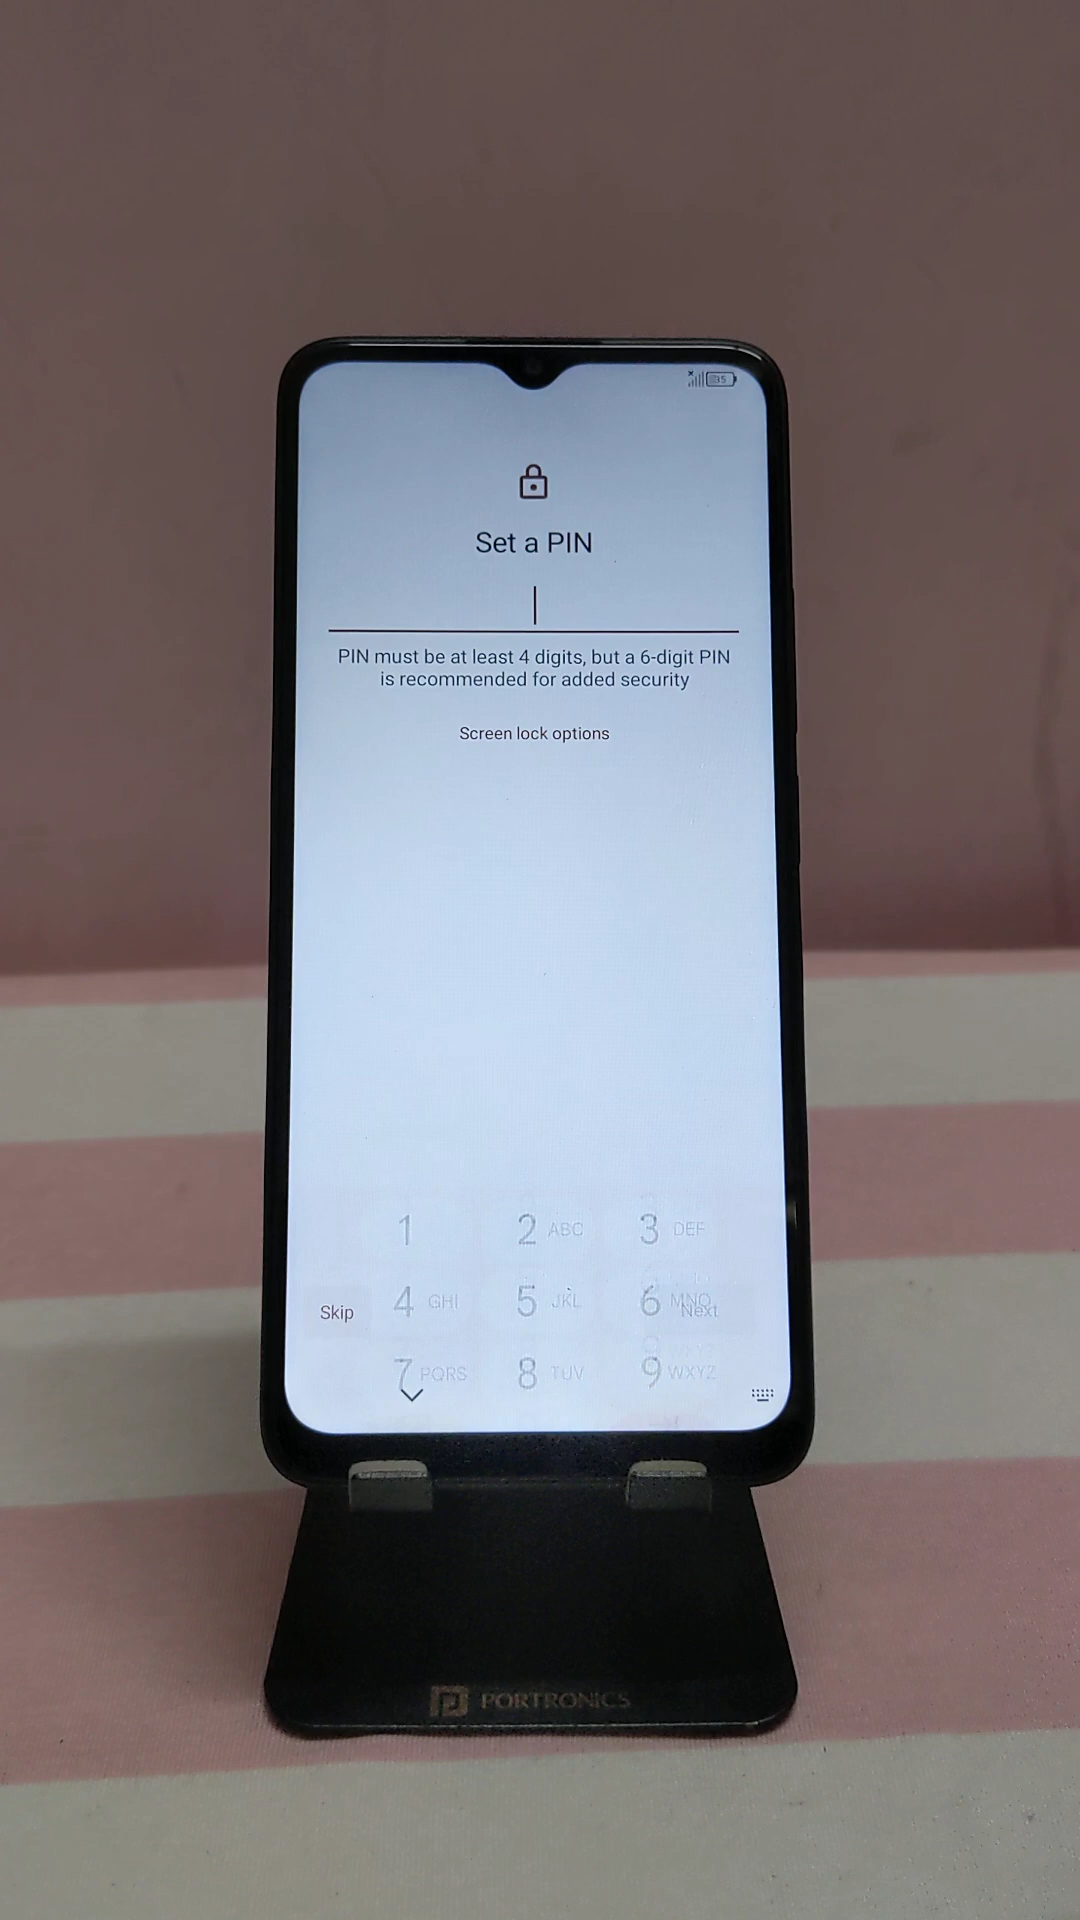 35
Set a PIN
PIN must be at least 4 digits, but a 6-digit PIN
is recommended for added security
Screen lock options
1 2 ABC 3 DEF
Skip 4 GHI 5 JKL 6 MNO Next
7 PQRS 8 TUV 9 WXYZ
PORTRONICS